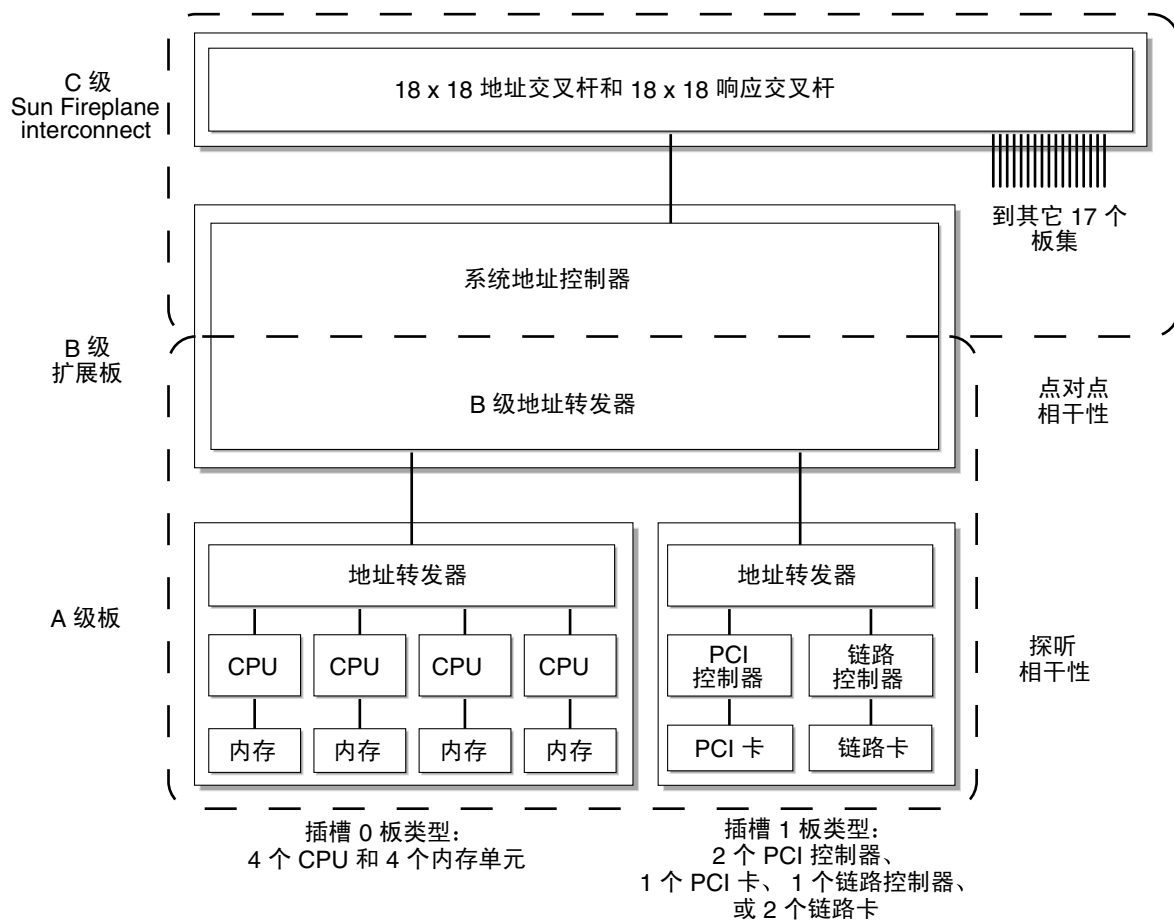 C 级
Sun Fireplane
interconnect
18 x 18 地址交叉杆和 18 x 18 响应交叉杆
到其它 17 个
板集
系统地址控制器
B 级
扩展板
B 级地址转发器
点对点
相干性
A 级板
地址转发器
CPU
CPU
CPU
CPU
内存
内存
内存
内存
地址转发器
PCI
控制器
链路
控制器
PCI 卡
链路卡
探听
相干性
插槽 0 板类型:
4 个 CPU 和 4 个内存单元
插槽 1 板类型:
2 个 PCI 控制器、
1 个 PCI 卡、 1 个链路控制器、
或 2 个链路卡